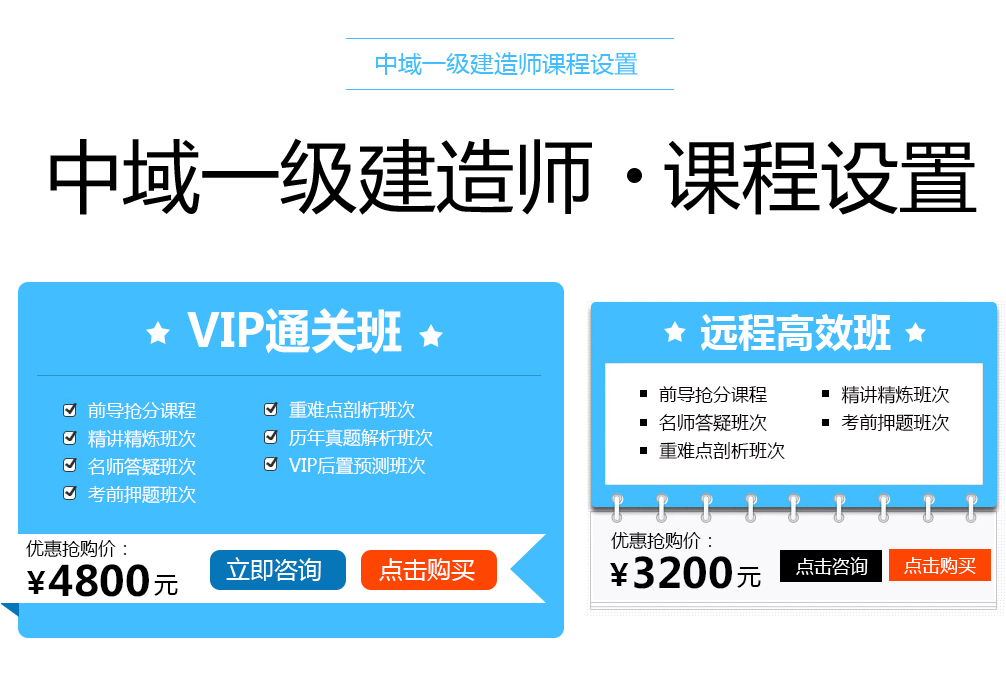 中域一级建造师课程设置
中域一级建造师·课程设置
VIP通关班
前导抢分课程
精讲精炼班次
名师答疑班次
考前押题班次
重难点剖析班次
历年真题解析班次
VIP后置预测班次
优惠抢购价：
¥4800元
立即咨询
点击购买
远程高效班
前导抢分课程
名师答疑班次
重难点剖析班次
精讲精炼班次
考前押题班次
优惠抢购价：
¥3200元
点击咨询
点击购买